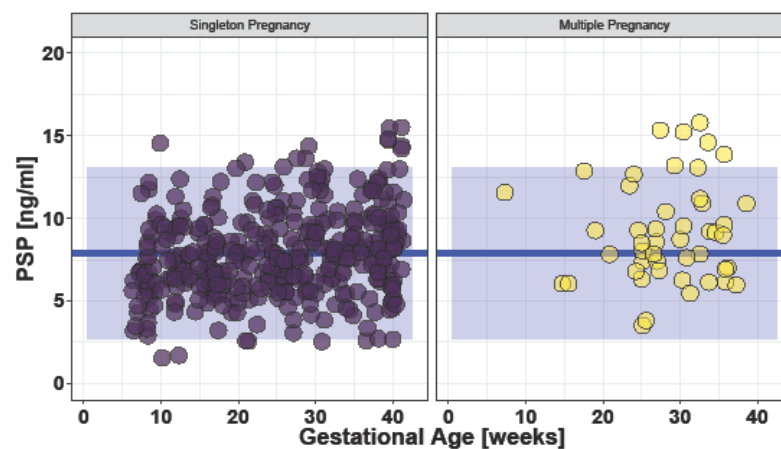 Singleton Pregnancy
Multiple Pregnancy
PSP [ng/ml]
20
15
10
5
0
0 10 20 30 40
0 10 20 30 40
Gestational Age [weeks]